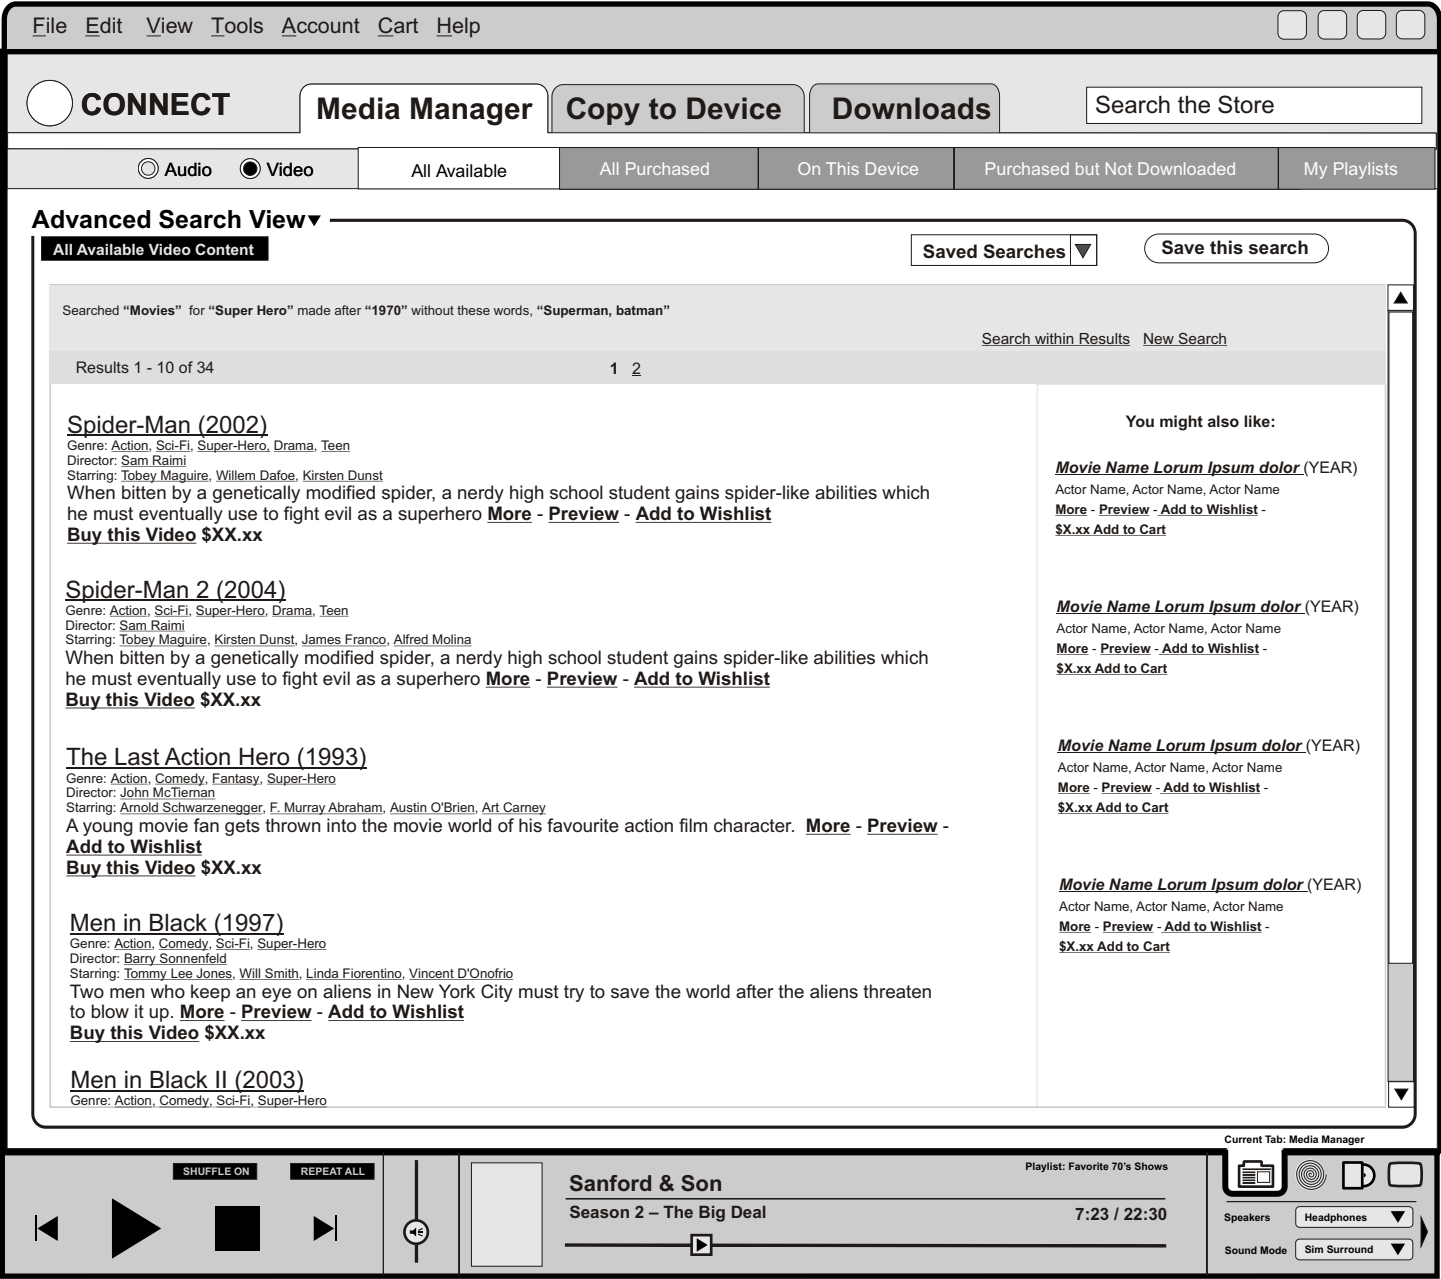 File Edit View Tools Account Cart Help
CONNECT
Media Manager
Copy to Device
Downloads
Search the Store
Audio
Video
All Available
All Purchased
On This Device
Purchased but Not Downloaded
My Playlists
Advanced Search View
All Available Video Content
Saved Searches
Save this search
Searched “Movies” for “Super Hero” made after “1970” without these words, “Superman, batman”
Search within Results New Search
Results 1 - 10 of 34
1 2
Spider-Man (2002)
Genre: Action, Sci-Fi, Super-Hero, Drama, Teen
Director: Sam Raimi
Starring: Tobey Maguire, Willem Dafoe, Kirsten Dunst
When bitten by a genetically modified spider, a nerdy high school student gains spider-like abilities which
he must eventually use to fight evil as a superhero More - Preview - Add to Wishlist
Buy this Video $XX.xx
Spider-Man 2 (2004)
Genre: Action, Sci-Fi, Super-Hero, Drama, Teen
Director: Sam Raimi
Starring: Tobey Maguire, Kirsten Dunst, James Franco, Alfred Molina
When bitten by a genetically modified spider, a nerdy high school student gains spider-like abilities which
he must eventually use to fight evil as a superhero More - Preview - Add to Wishlist
Buy this Video $XX.xx
The Last Action Hero (1993)
Genre: Action, Comedy, Fantasy, Super-Hero
Director: John McTiernan
Starring: Arnold Schwarzenegger, F. Murray Abraham, Austin O'Brien, Art Carney
A young movie fan gets thrown into the movie world of his favourite action film character. More - Preview -
Add to Wishlist
Buy this Video $XX.xx
Men in Black (1997)
Genre: Action, Comedy, Sci-Fi, Super-Hero
Director: Barry Sonnenfeld
Starring: Tommy Lee Jones, Will Smith, Linda Fiorentino, Vincent D'Onofrio
Two men who keep an eye on aliens in New York City must try to save the world after the aliens threaten
to blow it up. More - Preview - Add to Wishlist
Buy this Video $XX.xx
Men in Black II (2003)
Genre: Action, Comedy, Sci-Fi, Super-Hero
You might also like:
Movie Name Lorum Ipsum dolor (YEAR)
Actor Name, Actor Name, Actor Name
More - Preview - Add to Wishlist -
$X.xx Add to Cart
Movie Name Lorum Ipsum dolor (YEAR)
Actor Name, Actor Name, Actor Name
More - Preview - Add to Wishlist -
$X.xx Add to Cart
Movie Name Lorum Ipsum dolor (YEAR)
Actor Name, Actor Name, Actor Name
More - Preview - Add to Wishlist -
$X.xx Add to Cart
Movie Name Lorum Ipsum dolor (YEAR)
Actor Name, Actor Name, Actor Name
More - Preview - Add to Wishlist -
$X.xx Add to Cart
Current Tab: Media Manager
SHUFFLE ON
REPEAT ALL
Playlist: Favorite 70's Shows
Sanford & Son
Season 2 – The Big Deal
7:23 / 22:30
Speakers
Headphones
Sound Mode
Sim Surround